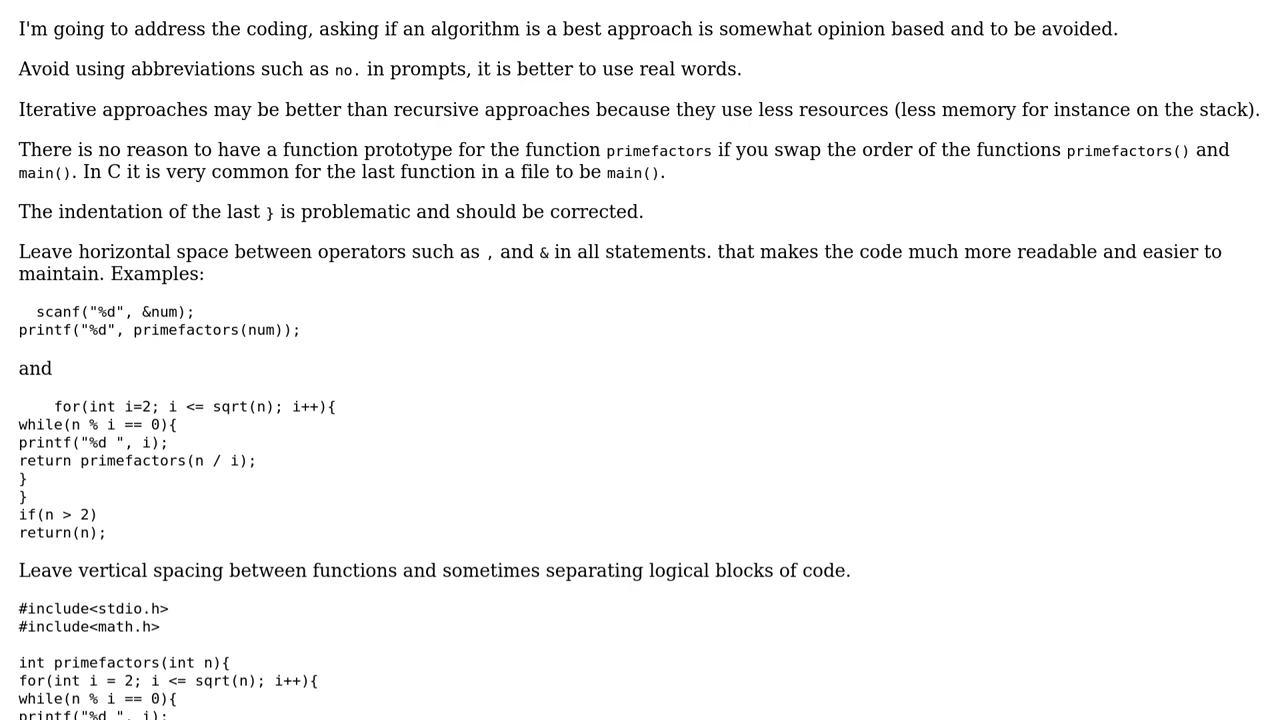 I'm going to address the coding, asking if an algorithm is a best approach is somewhat opinion based and to be avoided.
Avoid using abbreviations such as no. in prompts, it is better to use real words.
Iterative approaches may be better than recursive approaches because they use less resources (less memory for instance on the stack).
There is no reason to have a function prototype for the function primefactors if you swap the order of the functions primefactors() and
main(). In C it is very common for the last function in a file to be main().
The indentation of the last } is problematic and should be corrected.
Leave horizontal space between operators such as , and & in all statements. that makes the code much more readable and easier to
maintain. Examples:
  scanf("%d", &num);
printf("%d", primefactors(num));
and
    for(int i=2; i <= sqrt(n); i++){
while(n % i == 0){
printf("%d ", i);
return primefactors(n / i);
}
}
if(n > 2)
return(n);
Leave vertical spacing between functions and sometimes separating logical blocks of code.
#include<stdio.h>
#include<math.h>
int primefactors(int n){
for(int i = 2; i <= sqrt(n); i++){
while(n % i == 0){
printf("%d ", i);